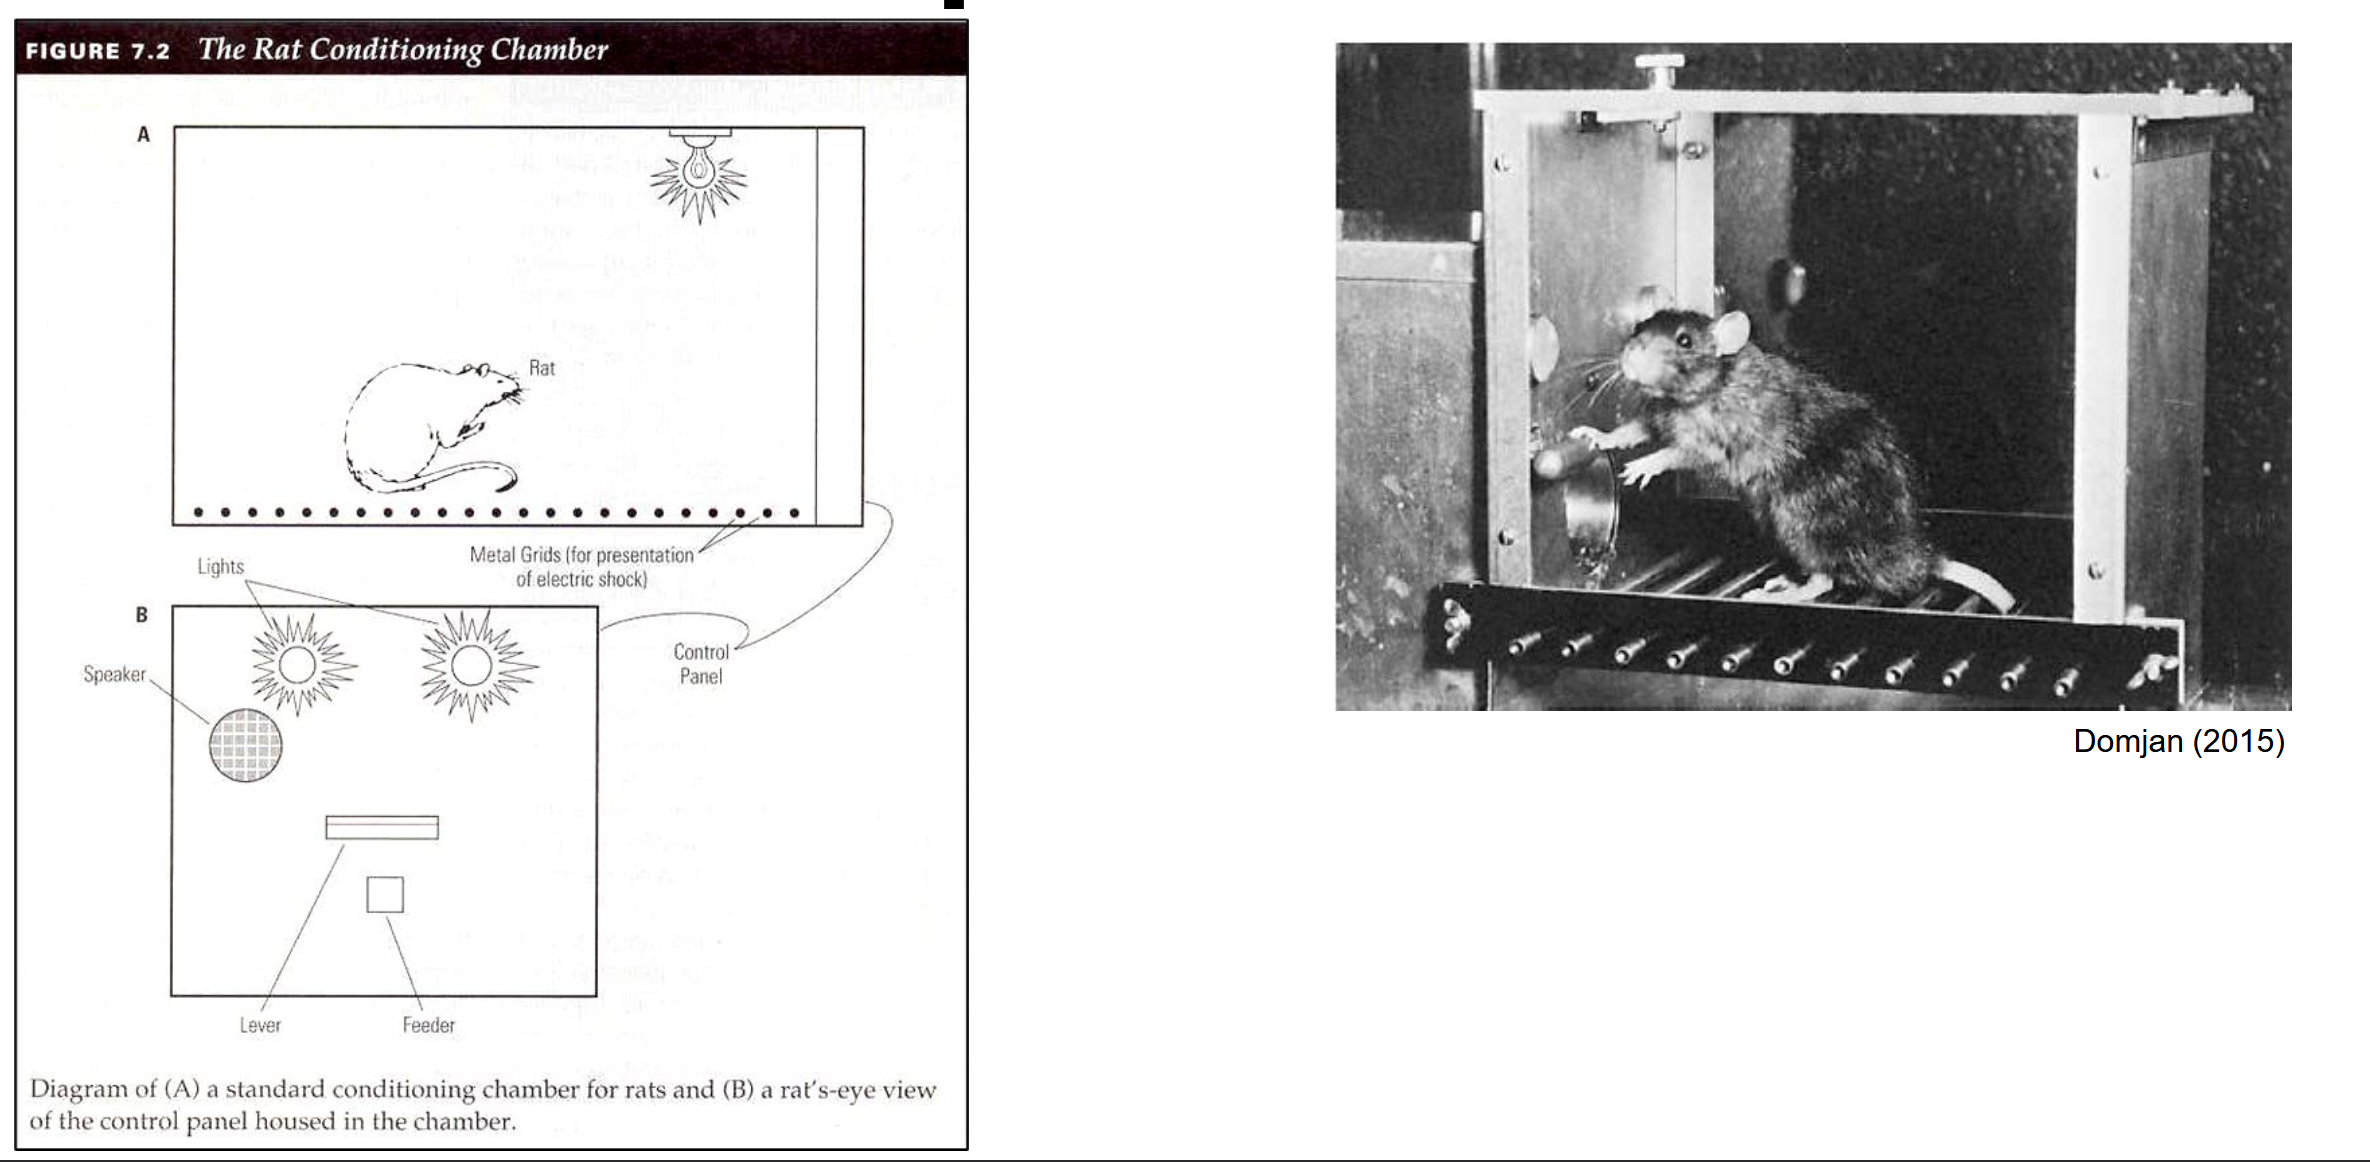 FIGURE 7.2 The Rat Conditioning Chamber
A
Rat
Metal Grids (for presentation
of electric shock)
Lights
B
Speaker
Control
Panel
Lever
Feeder
Diagram of (A) a standard conditioning chamber for rats and (B) a rat's-eye view
of the control panel housed in the chamber.
Domjan (2015)